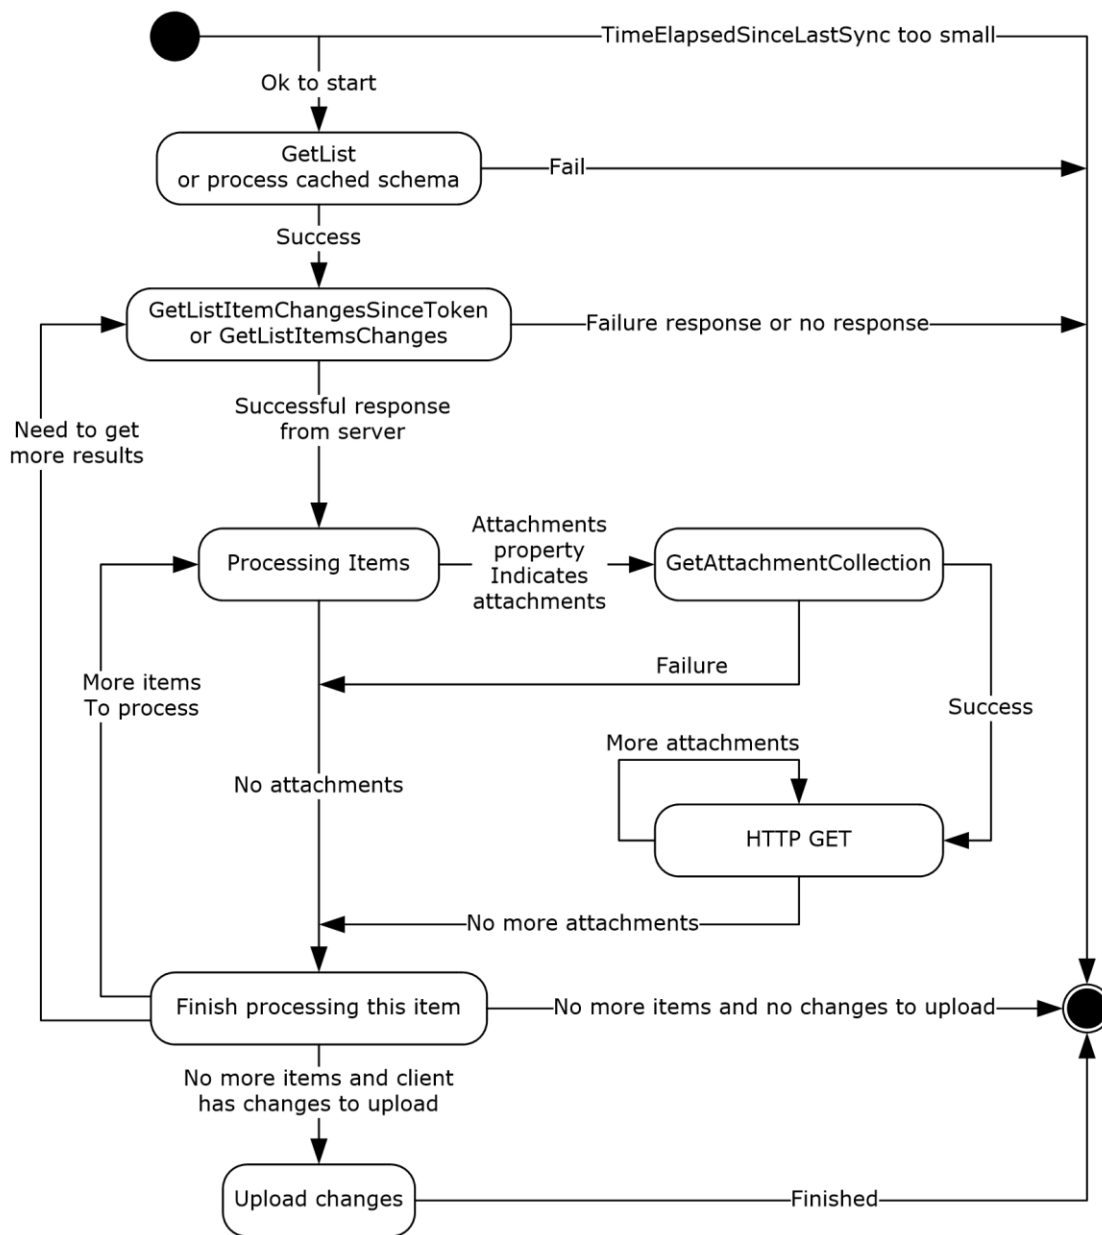 TimeElapsedSinceLastSync too small
Ok to start
GetList
or process cached schema
Fail
Success
GetListItemChangesSinceToken
or GetListItemsChanges
Failure response or no response
Successful response
from server
Need to get
more results
Processing Items
Attachments
property
Indicates
attachments
GetAttachmentCollection
Failure
More items
To process
Success
More attachments
No attachments
HTTP GET
No more attachments
Finish processing this item
No more items and no changes to upload
No more items and client
has changes to upload
Upload changes
Finished